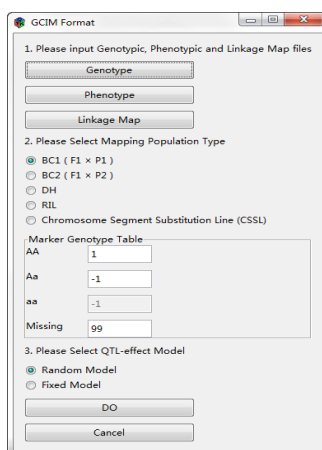 GCIM Format
1. Please input Genotypic, Phenotypic and Linkage Map files
Genotype
Phenotype
Linkage Map
2. Please Select Mapping Population Type
BC1 ( F1 × P1 )
BC2 ( F1 × P2 )
DH
RIL
Chromosome Segment Substitution Line (CSSL)
Marker Genotype Table
AA 1
Aa -1
aa -1
Missing 99
3. Please Select QTL-effect Model
Random Model
Fixed Model
DO
Cancel